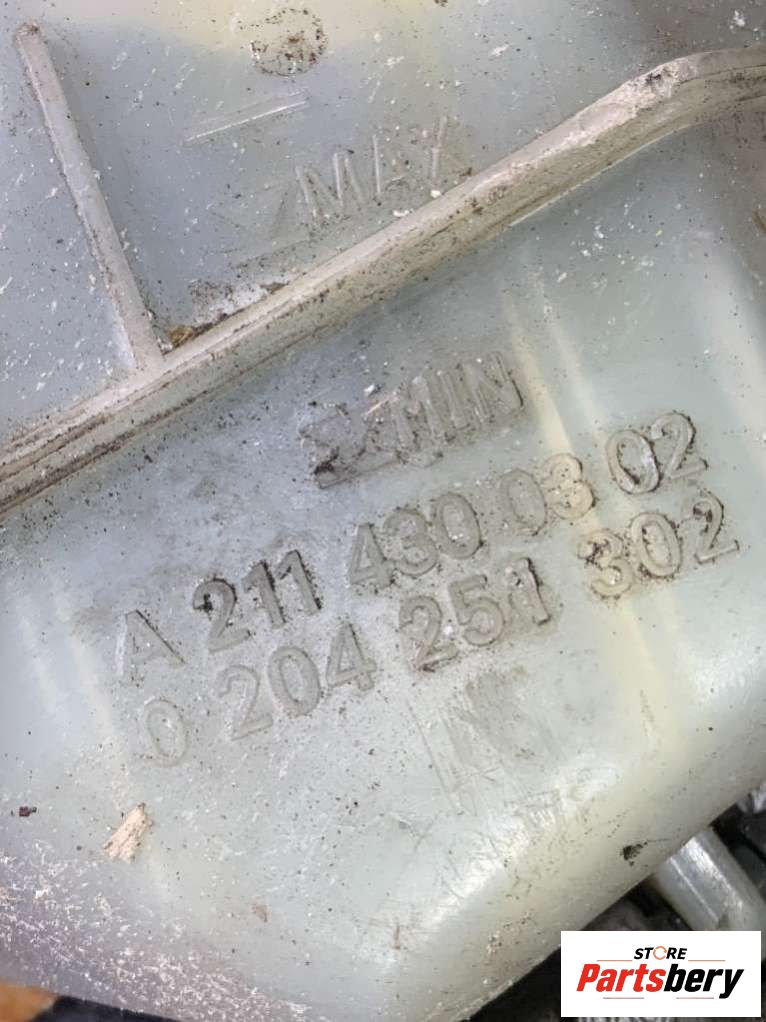 MAX
MIN
A 211 430 03 02
0 204 251 302
STORE
Partsbery